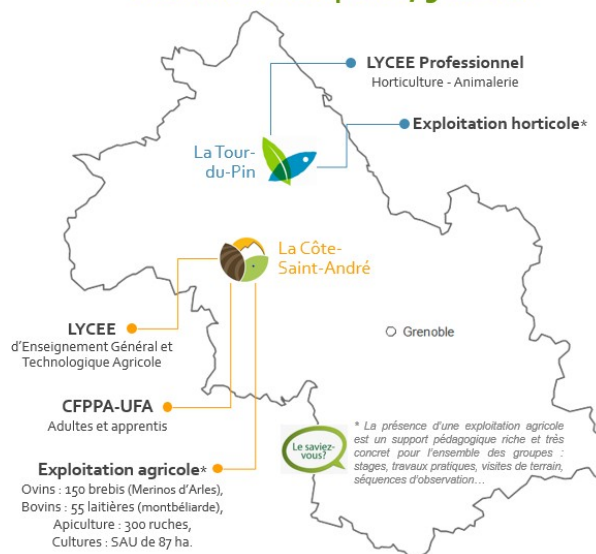 LYCEE Professionnel
Horticulture - Animalerie
Exploitation horticole*
La Tour-
du-Pin
La Côte-
Saint-André
LYCEE
d'Enseignement Général et
Technologique Agricole
Grenoble
CFPPA-UFA
Adultes et apprentis
Le saviez-
vous?
* La présence d'une exploitation agricole
est un support pédagogique riche et très
concret pour l'ensemble des groupes :
stages, travaux pratiques, visites de terrain,
séquences d'observation...
Exploitation agricole*
Ovins : 150 brebis (Merinos d'Arles),
Bovins : 55 laitières (montbéliarde),
Apiculture : 300 ruches,
Cultures : SAU de 87 ha.